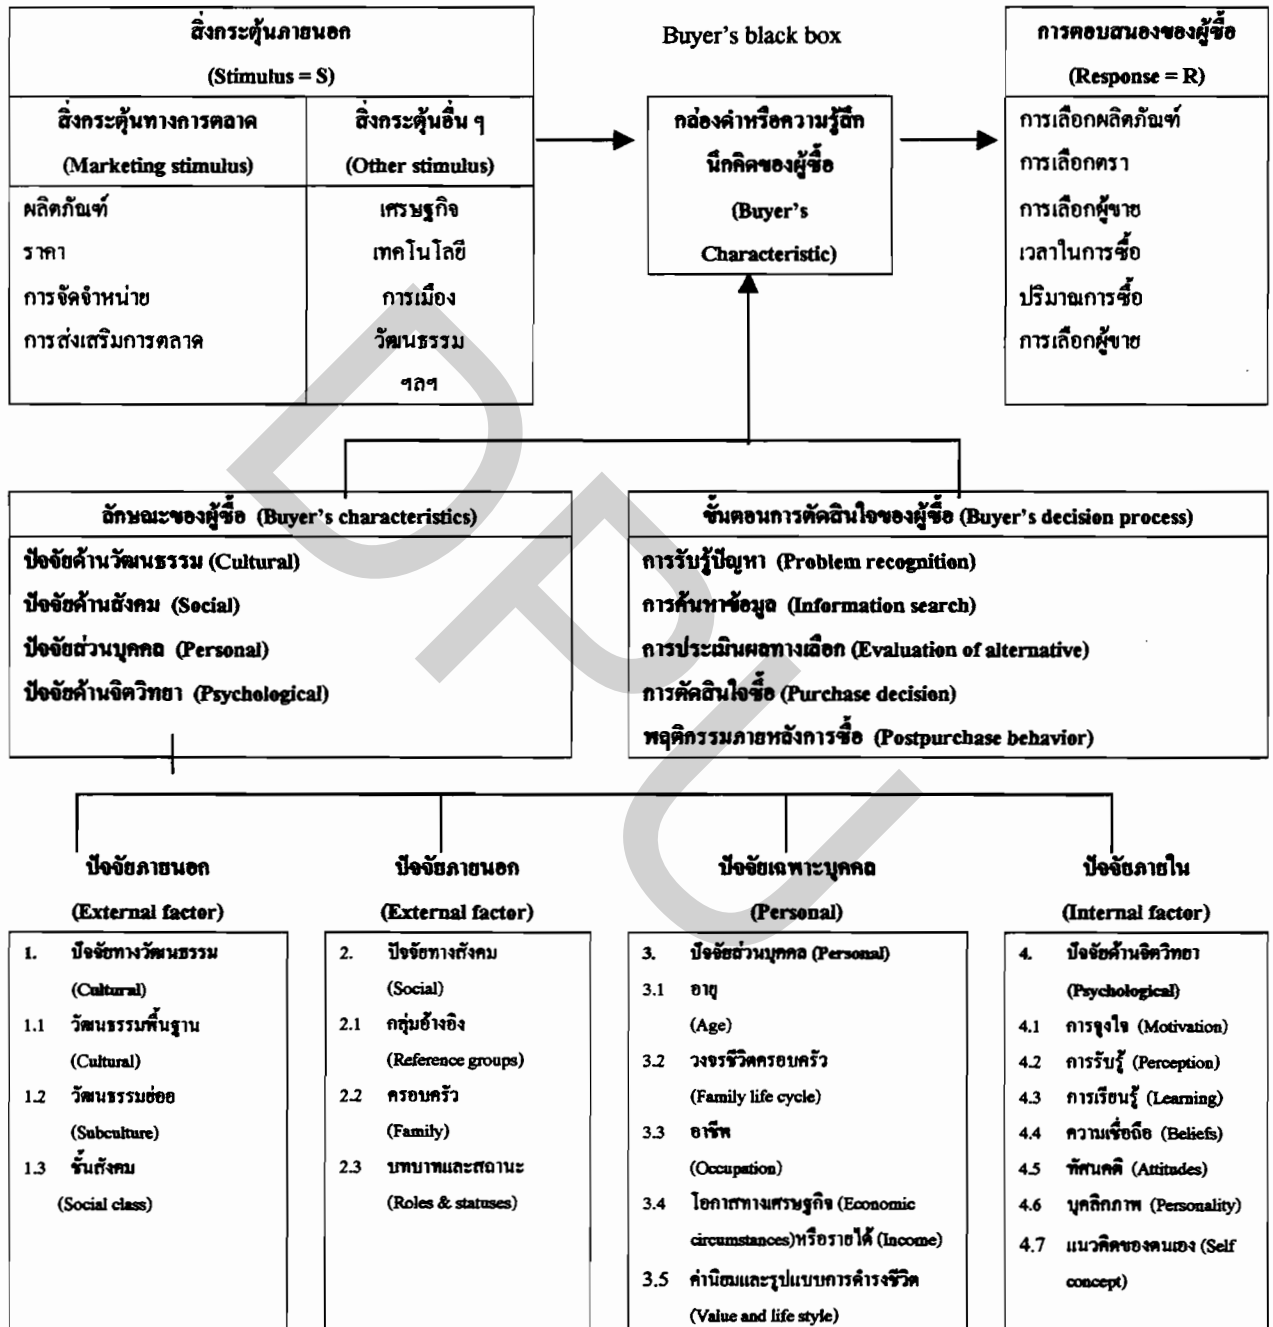 สิ่งกระตุ้นภายนอก
(Stimulus = S)
สิ่งกระตุ้นทางการตลาด
(Marketing stimulus)
ผลิตภัณฑ์
ราคา
การจัดจำหน่าย
การส่งเสริมการตลาด
สิ่งกระตุ้นอื่น ๆ
(Other stimulus)
เศรษฐกิจ
เทคโนโลยี
การเมือง
วัฒนธรรม
ฯลฯ
Buyer's black box
กล่องดำหรือความรู้สึก
นึกคิดของผู้ซื้อ
(Buyer's
Characteristic)
การตอบสนองของผู้ซื้อ
(Response = R)
การเลือกผลิตภัณฑ์
การเลือกตรา
การเลือกผู้ขาย
เวลาในการซื้อ
ปริมาณการซื้อ
การเลือกผู้ขาย
ลักษณะของผู้ซื้อ (Buyer's characteristics)
ปัจจัยด้านวัฒนธรรม (Cultural)
ปัจจัยด้านสังคม (Social)
ปัจจัยส่วนบุคคล (Personal)
ปัจจัยด้านจิตวิทยา (Psychological)
ขั้นตอนการตัดสินใจของผู้ซื้อ (Buyer's decision process)
การรับรู้ปัญหา (Problem recognition)
การค้นหาข้อมูล (Information search)
การประเมินผลทางเลือก (Evaluation of alternative)
การตัดสินใจซื้อ (Purchase decision)
พฤติกรรมภายหลังการซื้อ (Postpurchase behavior)
ปัจจัยภายนอก
(External factor)
1. ปัจจัยทางวัฒนธรรม
(Cultural)
1.1 วัฒนธรรมพื้นฐาน
(Cultural)
1.2 วัฒนธรรมย่อย
(Subculture)
1.3 ชั้นสังคม
(Social class)
ปัจจัยภายนอก
(External factor)
2. ปัจจัยทางสังคม
(Social)
2.1 กลุ่มอ้างอิง
(Reference groups)
2.2 ครอบครัว
(Family)
2.3 บทบาทและสถานะ
(Roles & statuses)
ปัจจัยเฉพาะบุคคล
(Personal)
3. ปัจจัยส่วนบุคคล (Personal)
3.1 อายุ
(Age)
3.2 วงจรชีวิตครอบครัว
(Family life cycle)
3.3 อาชีพ
(Occupation)
3.4 โอกาสทางเศรษฐกิจ (Economic
circumstances)หรือรายได้ (Income)
3.5 ค่านิยมและรูปแบบการดำรงชีวิต
(Value and life style)
ปัจจัยภายใน
(Internal factor)
4. ปัจจัยด้านจิตวิทยา
(Psychological)
4.1 การจูงใจ (Motivation)
4.2 การรับรู้ (Perception)
4.3 การเรียนรู้ (Learning)
4.4 ความเชื่อถือ (Beliefs)
4.5 ทัศนคติ (Attitudes)
4.6 บุคลิกภาพ (Personality)
4.7 แนวคิดของตนเอง (Self
concept)
DPU